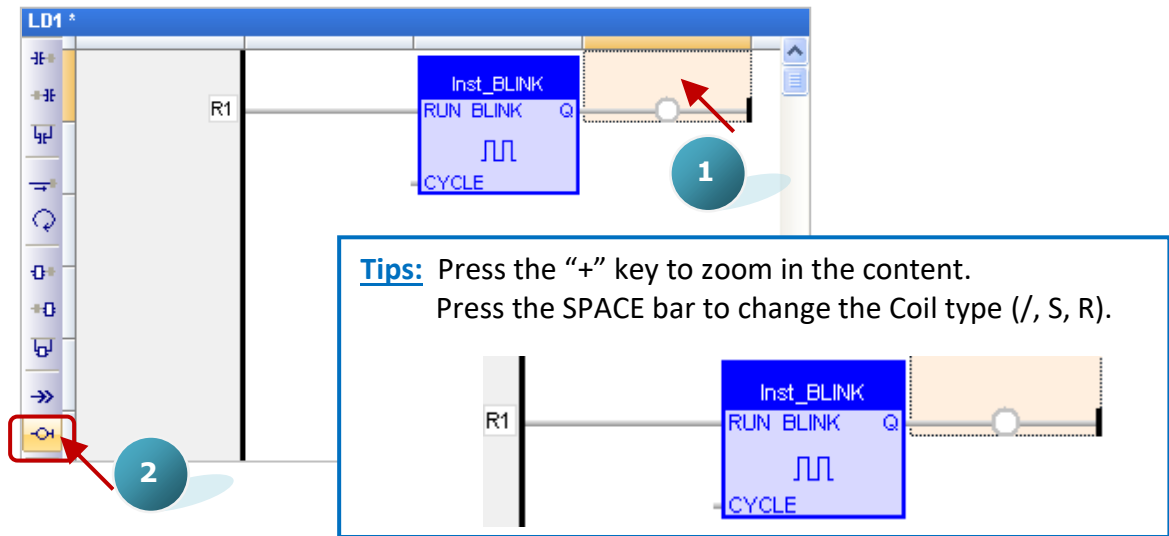 LD1 *
Inst_BLINK
R1
RUN BLINK Q
CYCLE
1
2
Tips: Press the “+” key to zoom in the content.
Press the SPACE bar to change the Coil type (/, S, R).
Inst_BLINK
R1
RUN BLINK Q
CYCLE